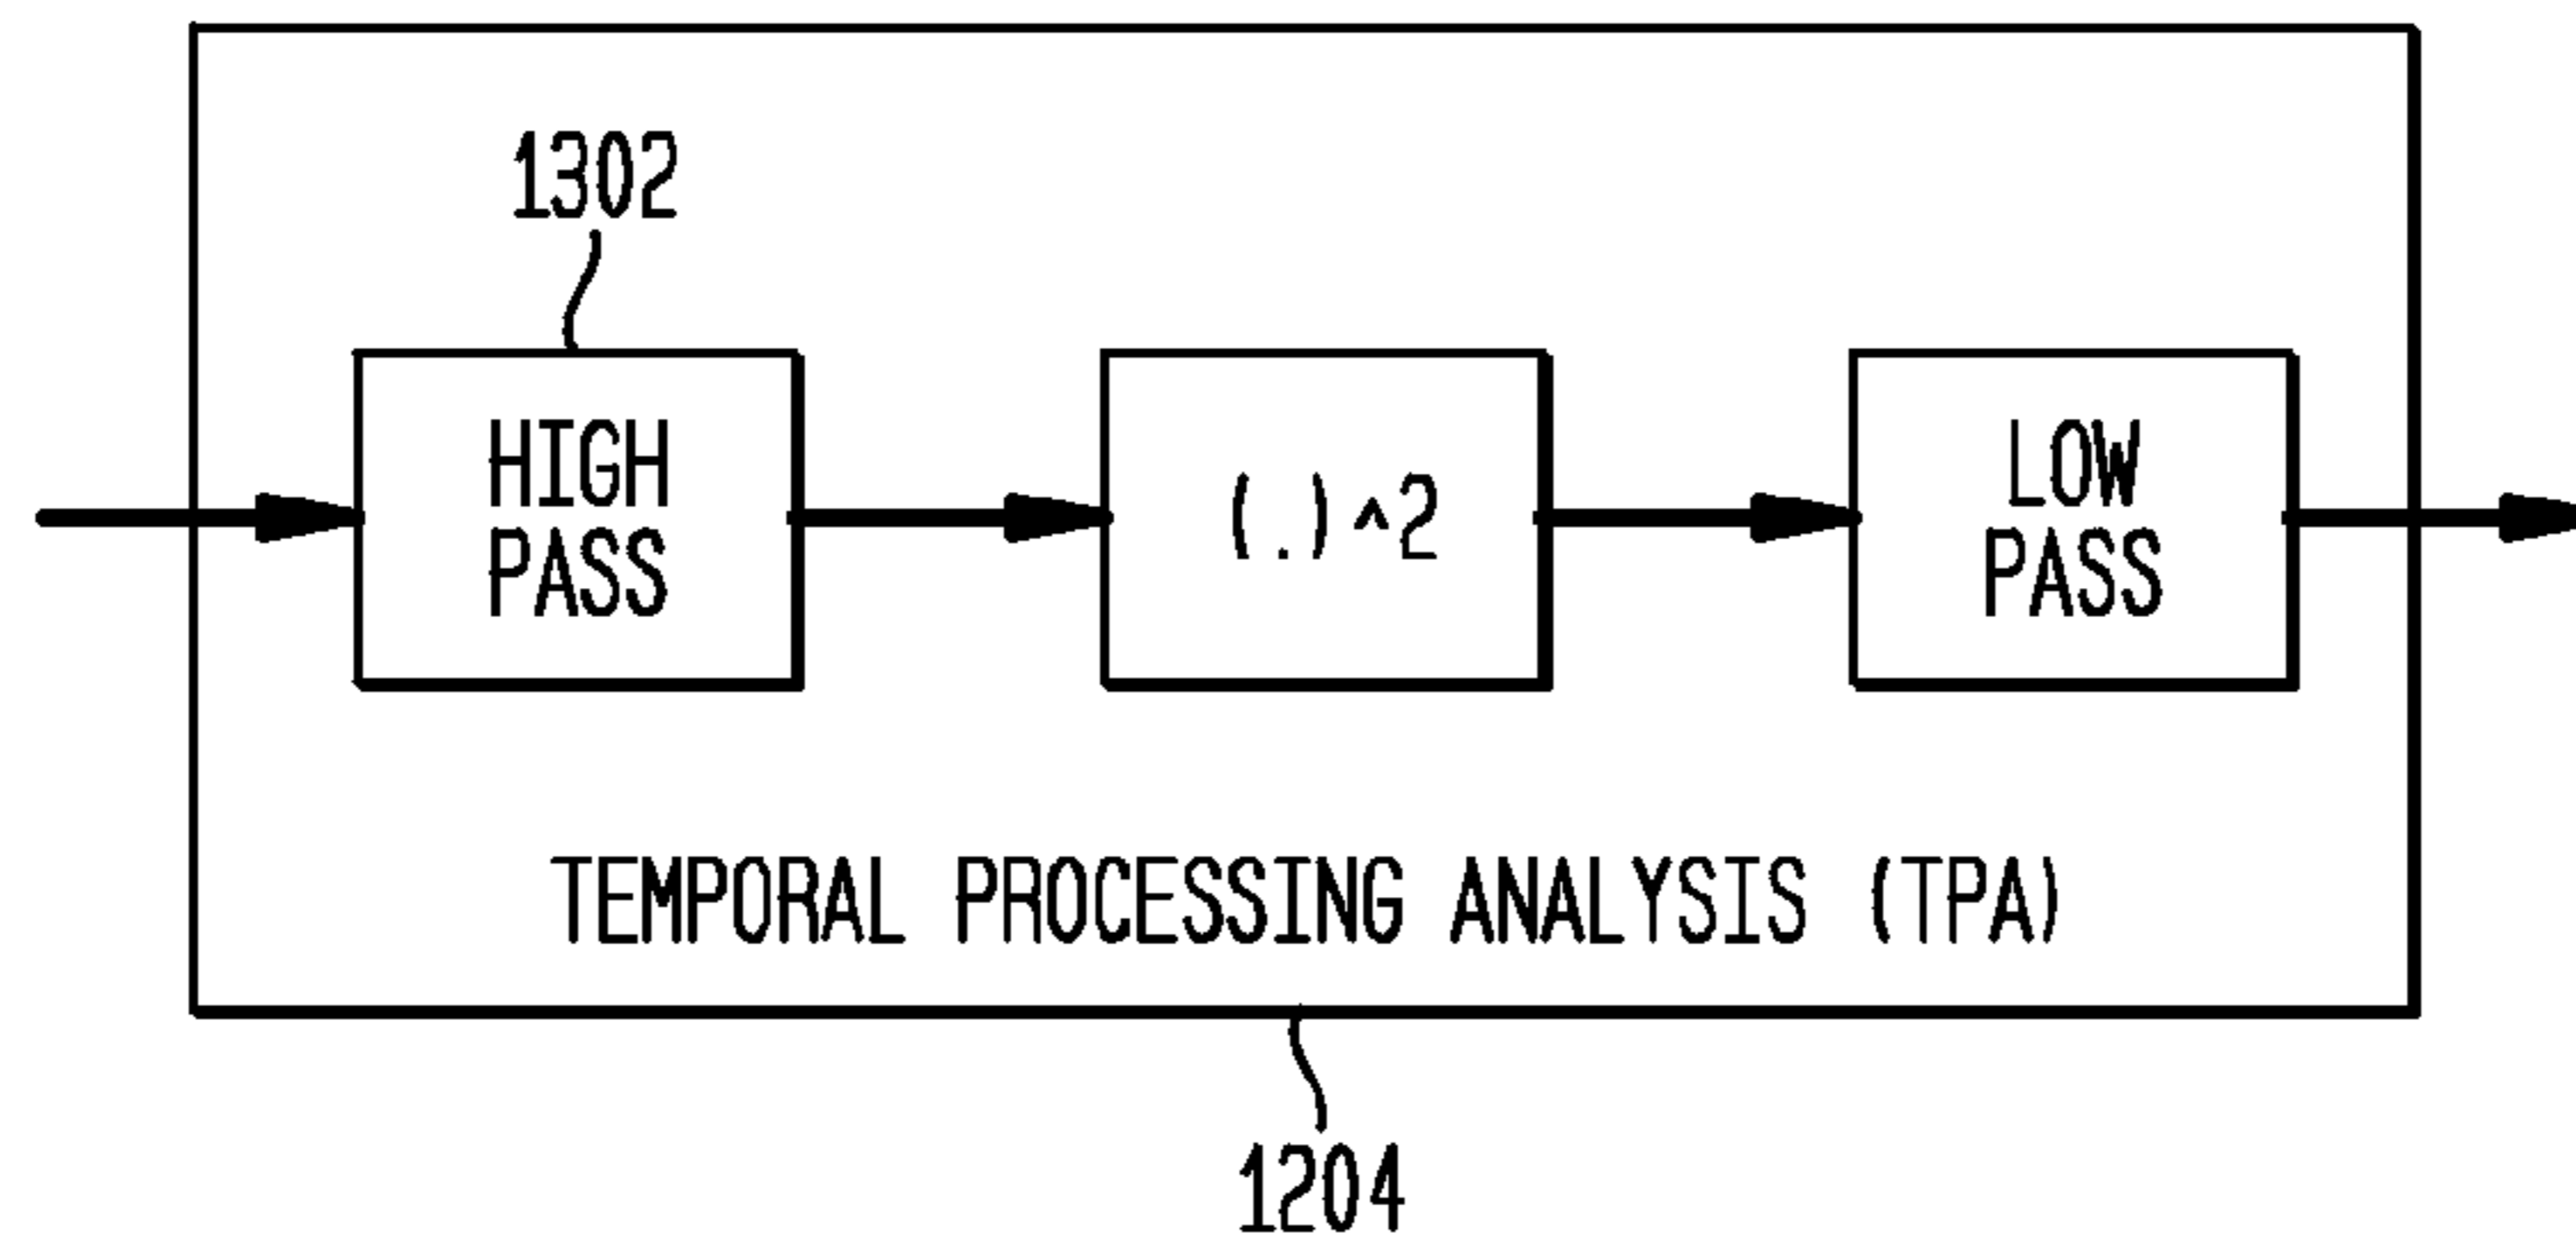 1302
HIGH
PASS
(.)^2
LOW
PASS
TEMPORAL PROCESSING ANALYSIS (TPA)
1204